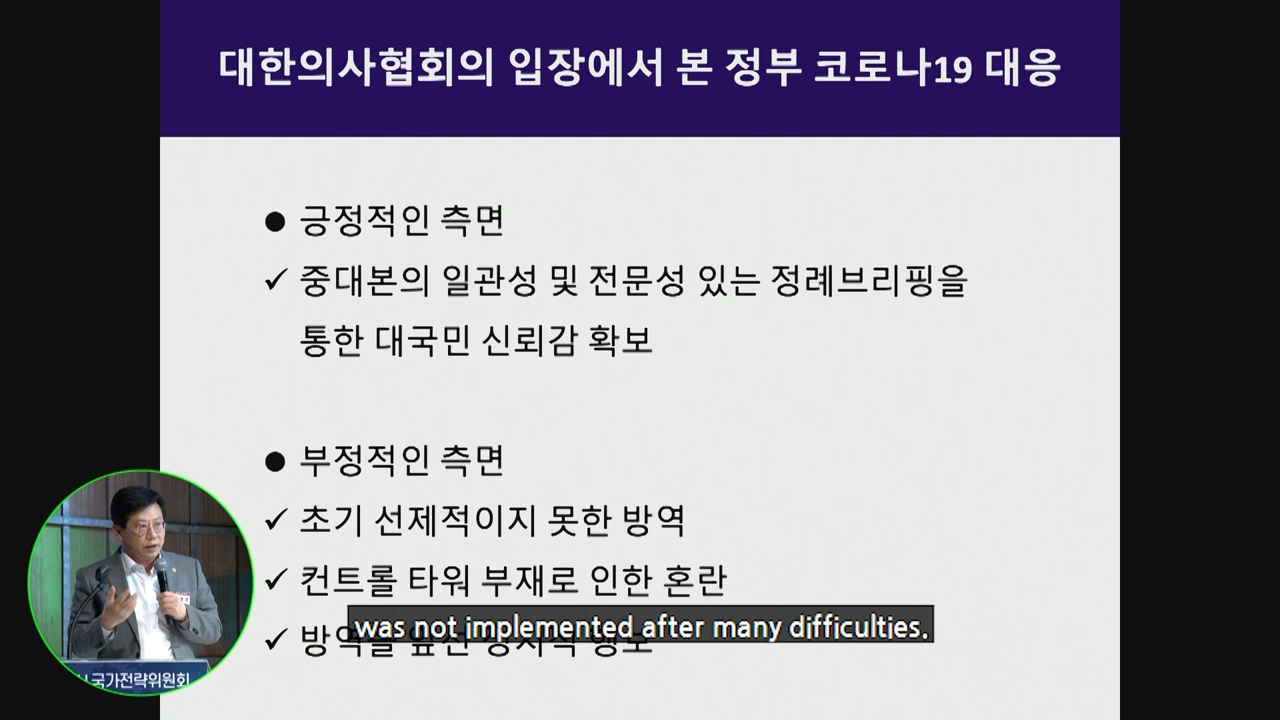 대한의사협회의 입장에서 본 정부 코로나19 대응
● 긍정적인 측면
✓ 중대본의 일관성 및 전문성 있는 정례브리핑을
통한 대국민 신뢰감 확보
● 부정적인 측면
✓ 초기 선제적이지 못한 방역
✓ 컨트롤 타워 부재로 인한 혼란
✓ 방역을 앞선 정치적 행보
was not implemented after many difficulties.
국가전략위원회